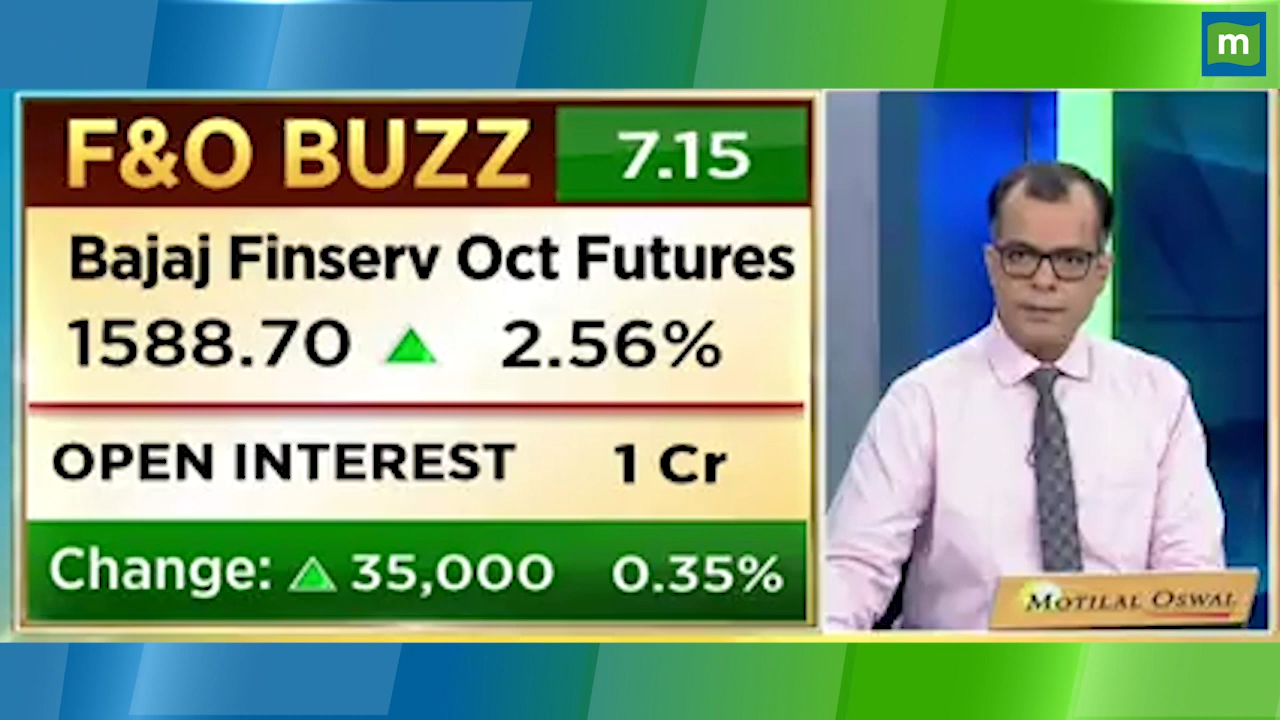 m
F&O BUZZ 7.15
Bajaj Finserv Oct Futures
1588.70 ▲ 2.56%
OPEN INTEREST 1 Cr
Change: ▲ 35,000 0.35%
MOTILAL OSWAL